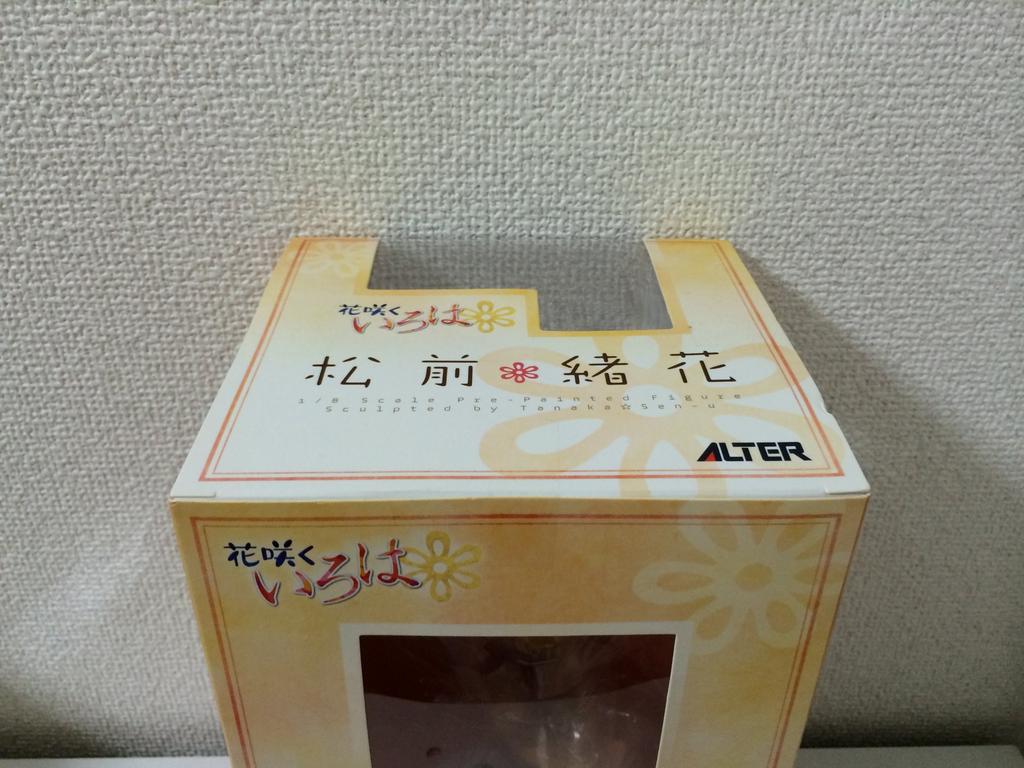 花咲く
いろは
松前 緒花
1/8 Scale Pre-Painted Figure
Sculpted by Tanaka☆Sen-u
ALTER
花咲く
いろは